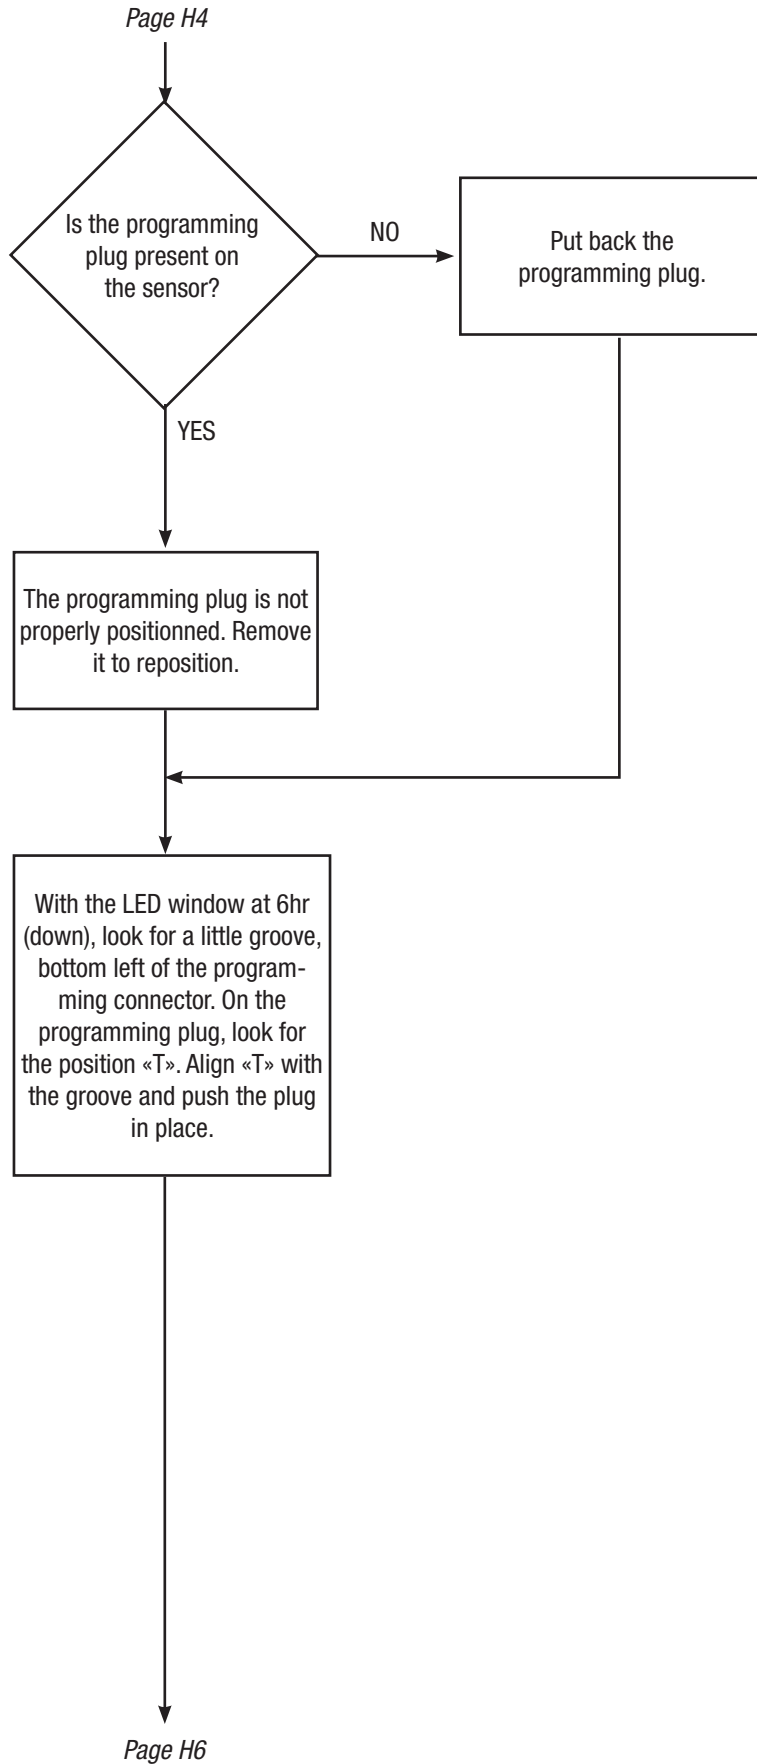 Page H4
Is the programming
plug present on
the sensor?
NO
Put back the
programming plug.
YES
The programming plug is not
properly positionned. Remove
it to reposition.
With the LED window at 6hr
(down), look for a little groove,
bottom left of the program-
ming connector. On the
programming plug, look for
the position «T». Align «T» with
the groove and push the plug
in place.
Page H6